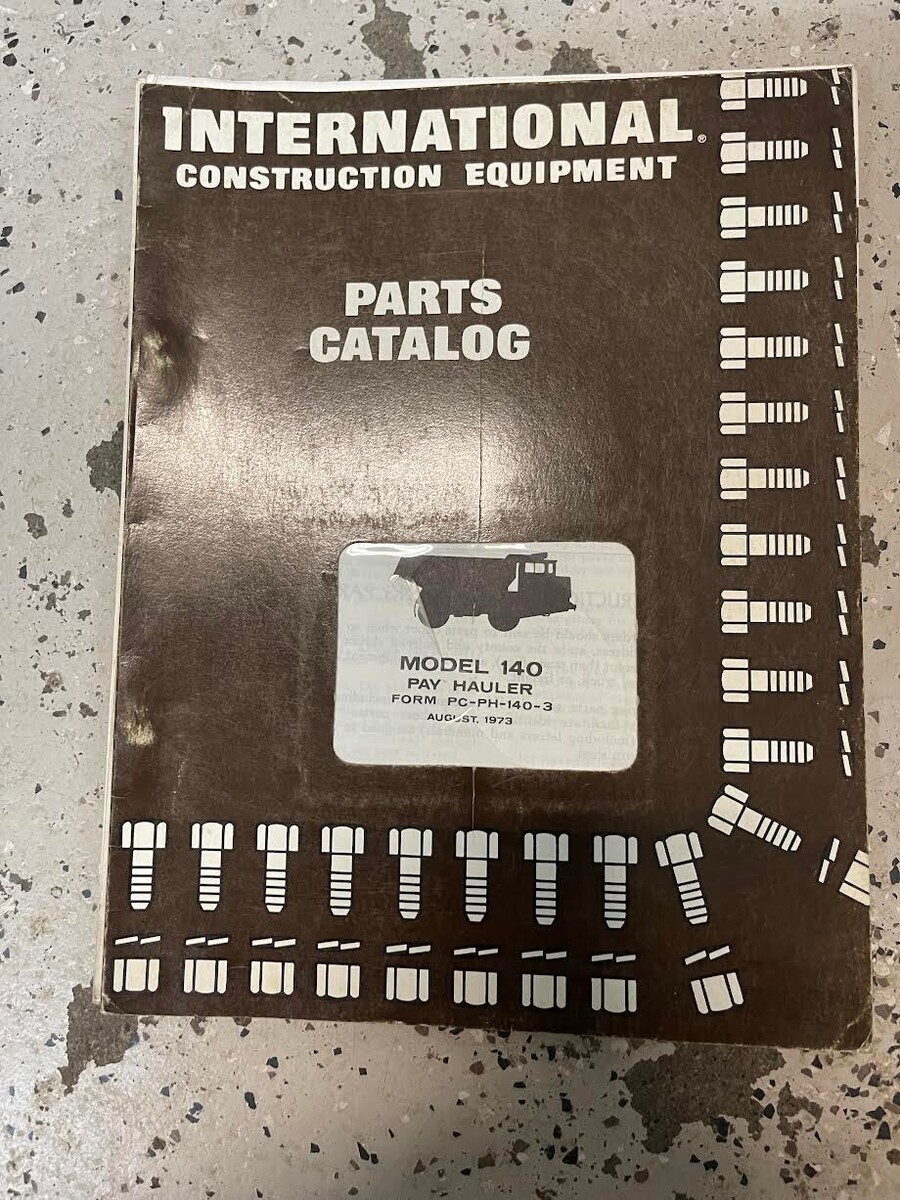 INTERNATIONAL®
CONSTRUCTION EQUIPMENT
PARTS
CATALOG
MODEL 140
PAY HAULER
FORM PC-PH-140-3
AUGUST, 1973